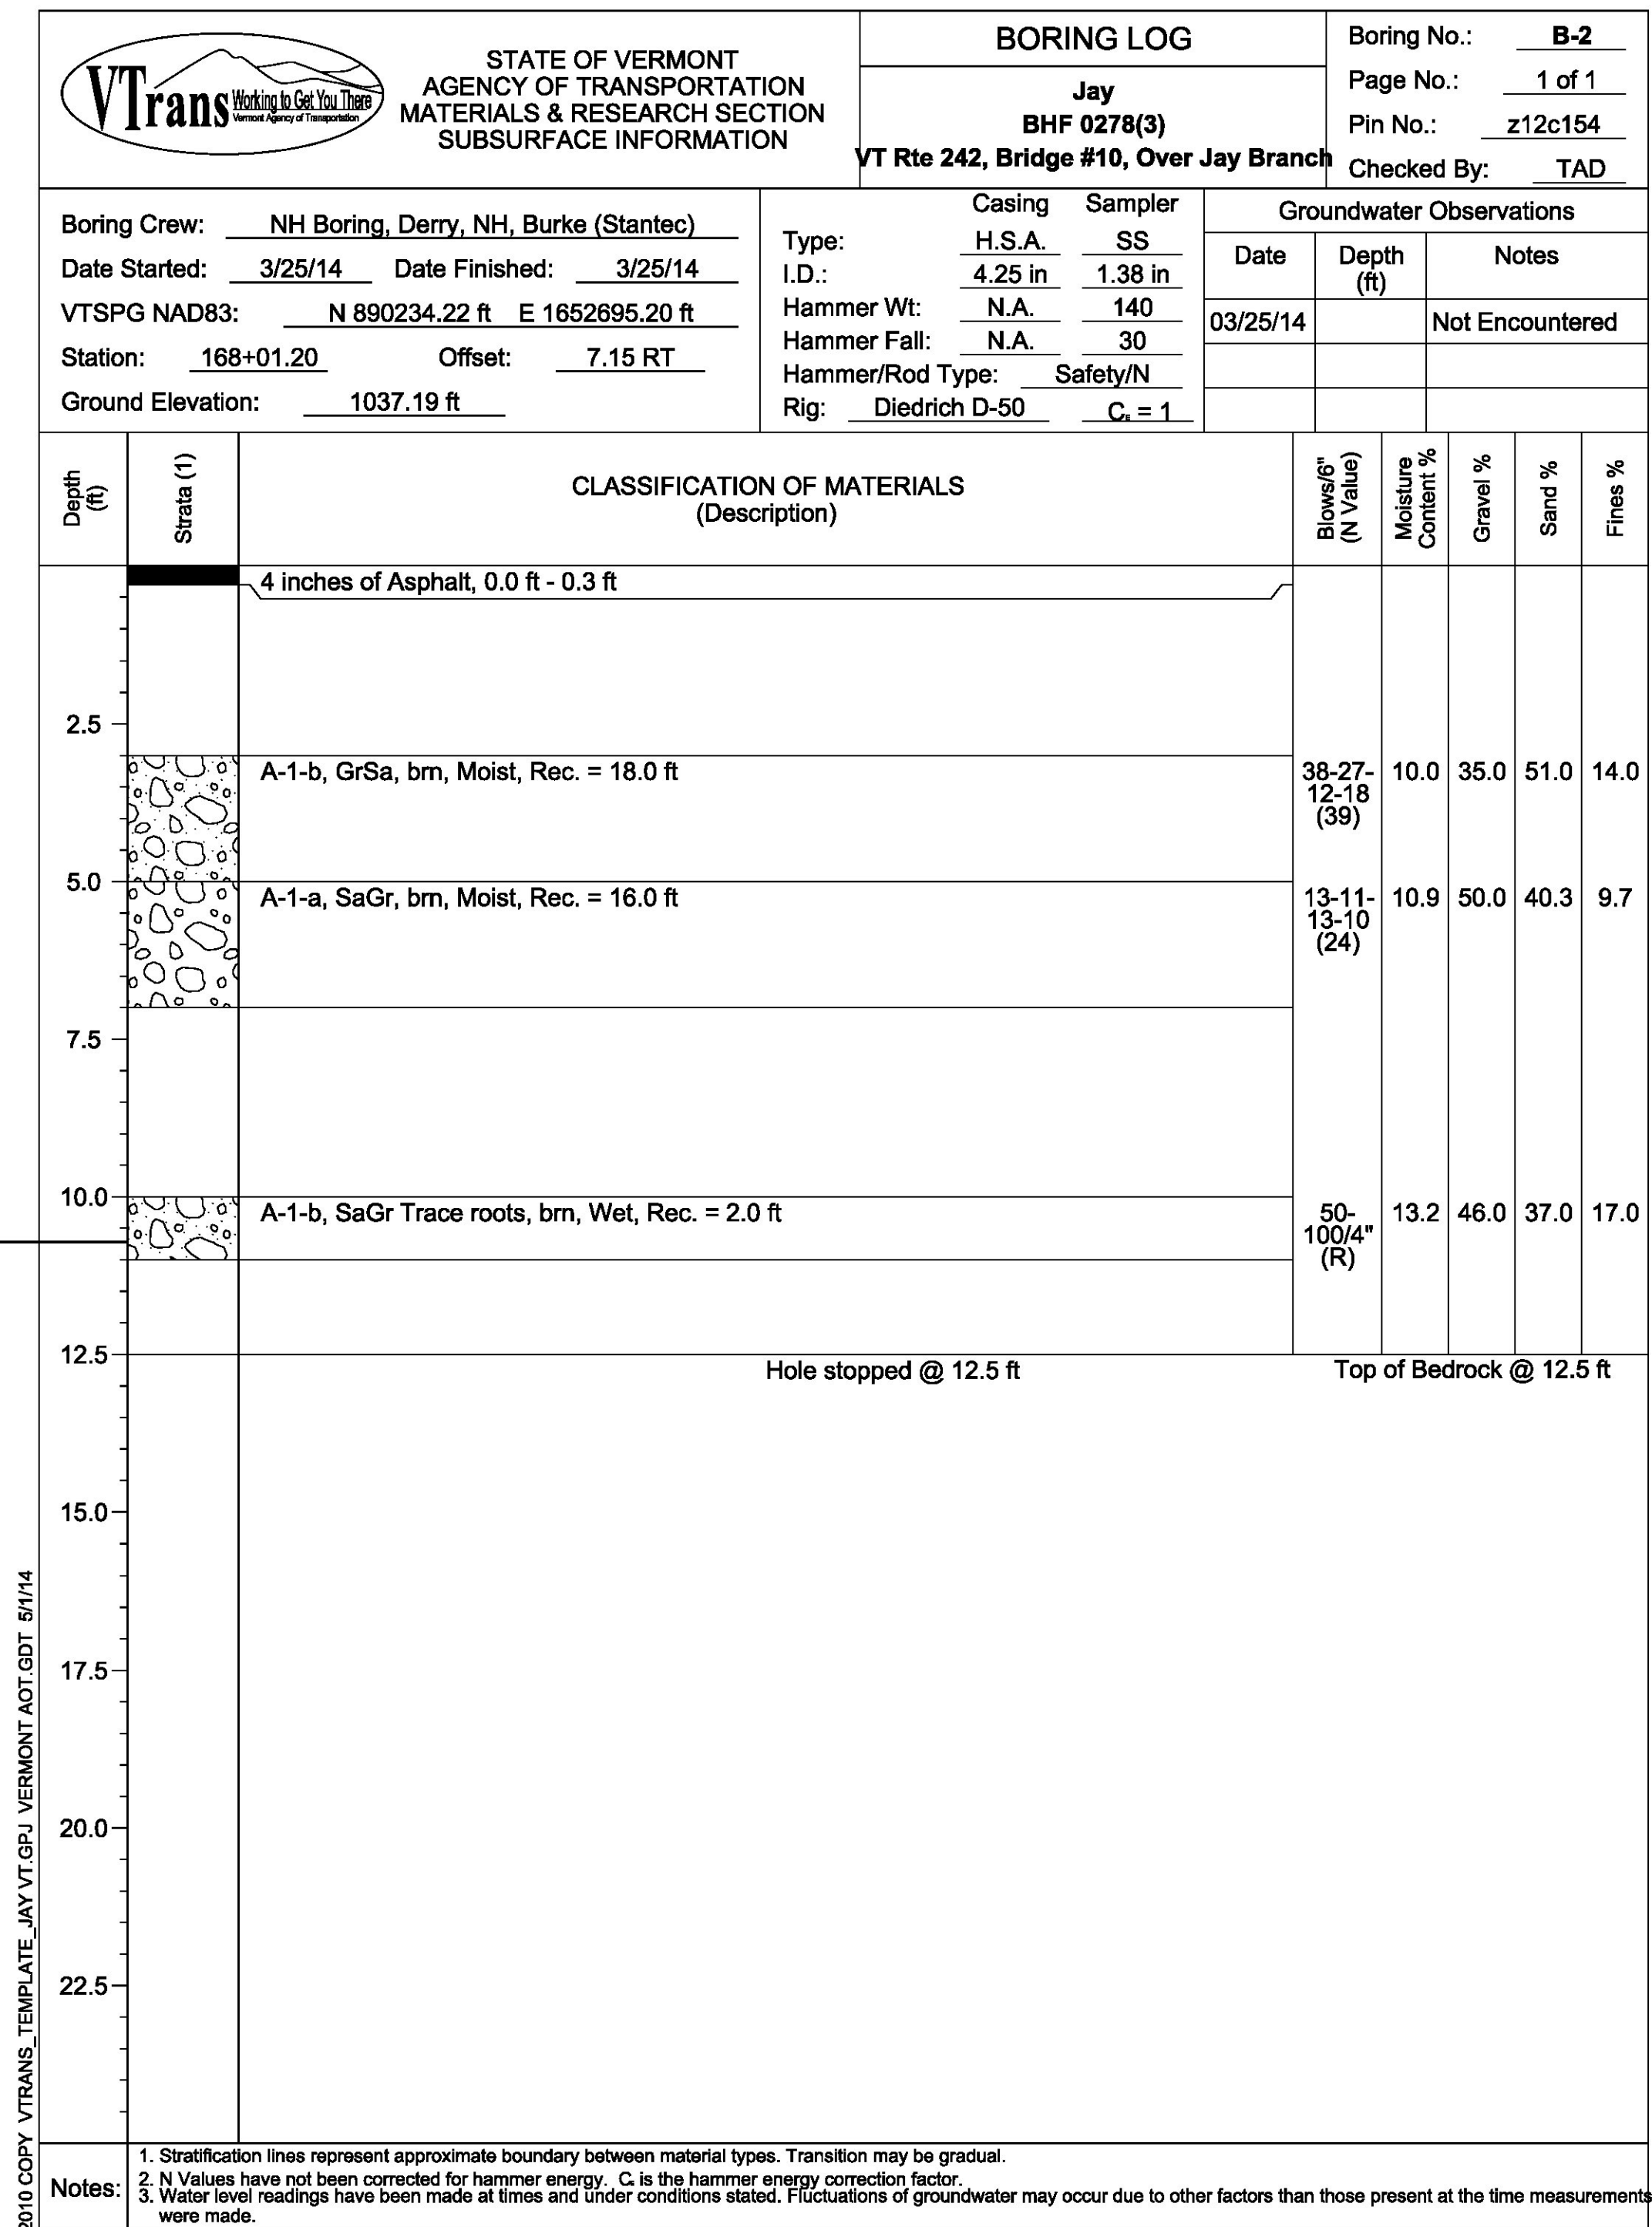 VTrans Working to Get You There
Vermont Agency of Transportation
STATE OF VERMONT
AGENCY OF TRANSPORTATION
MATERIALS & RESEARCH SECTION
SUBSURFACE INFORMATION
BORING LOG
Jay
BHF 0278(3)
VT Rte 242, Bridge #10, Over Jay Branch
Boring No.: B-2
Page No.: 1 of 1
Pin No.: z12c154
Checked By: TAD
Boring Crew: NH Boring, Derry, NH, Burke (Stantec)
Date Started: 3/25/14 Date Finished: 3/25/14
VTSPG NAD83: N 890234.22 ft E 1652695.20 ft
Station: 168+01.20 Offset: 7.15 RT
Ground Elevation: 1037.19 ft
Casing Sampler
Type: H.S.A. SS
I.D.: 4.25 in 1.38 in
Hammer Wt: N.A. 140
Hammer Fall: N.A. 30
Hammer/Rod Type: Safety/N
Rig: Diedrich D-50 CE = 1
Groundwater Observations
Date Depth (ft) Notes
03/25/14 Not Encountered
Depth (ft)
Strata (1)
CLASSIFICATION OF MATERIALS
(Description)
Blows/6" (N Value)
Moisture Content %
Gravel %
Sand %
Fines %
4 inches of Asphalt, 0.0 ft - 0.3 ft
2.5
A-1-b, GrSa, brn, Moist, Rec. = 18.0 ft 38-27- 10.0 35.0 51.0 14.0
12-18
(39)
5.0
A-1-a, SaGr, brn, Moist, Rec. = 16.0 ft 13-11- 10.9 50.0 40.3 9.7
13-10
(24)
7.5
10.0
A-1-b, SaGr Trace roots, brn, Wet, Rec. = 2.0 ft 50- 13.2 46.0 37.0 17.0
100/4"
(R)
12.5
Hole stopped @ 12.5 ft Top of Bedrock @ 12.5 ft
15.0
17.5
20.0
22.5
2010 COPY VTRANS_TEMPLATE_JAY VT.GPJ VERMONT AOT.GDT 5/1/14
Notes:
1. Stratification lines represent approximate boundary between material types. Transition may be gradual.
2. N Values have not been corrected for hammer energy. CE is the hammer energy correction factor.
3. Water level readings have been made at times and under conditions stated. Fluctuations of groundwater may occur due to other factors than those present at the time measurements
were made.